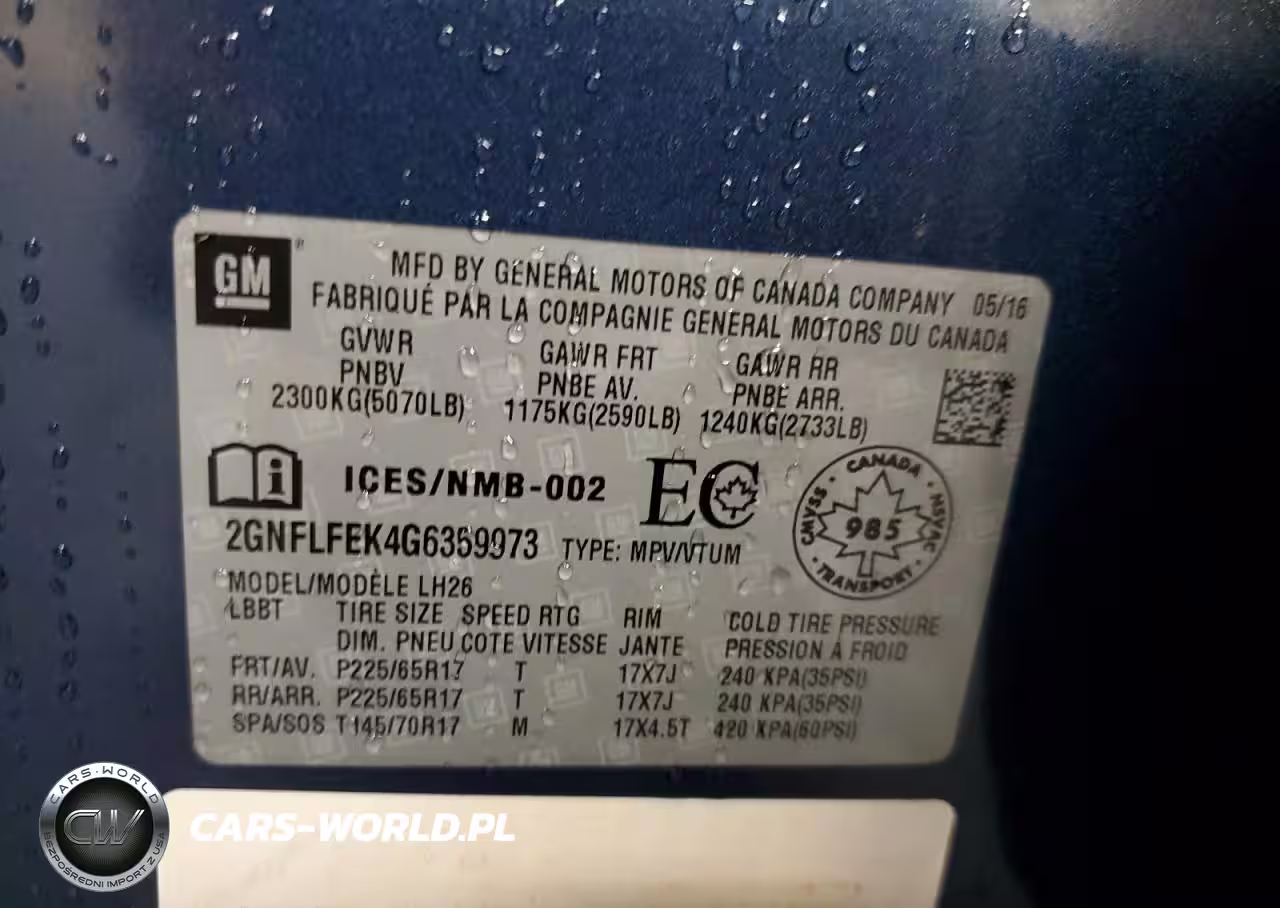 GM
MFD BY GENERAL MOTORS OF CANADA COMPANY 05/16
FABRIQUÉ PAR LA COMPAGNIE GENERAL MOTORS DU CANADA
GVWR GAWR FRT GAWR RR
PNBV PNBE AV. PNBE ARR.
2300KG(5070LB) 1175KG(2590LB) 1240KG(2733LB)
i ICES/NMB-002 EC
CANADA
CMVSS · NSVAC
985
TRANSPORT
2GNFLFEK4G6359973 TYPE: MPV/VTUM
MODEL/MODÈLE LH26
LBBT TIRE SIZE SPEED RTG RIM COLD TIRE PRESSURE
DIM. PNEU COTE VITESSE JANTE PRESSION À FROID
FRT/AV. P225/65R17 T 17X7J 240 KPA(35PSI)
RR/ARR. P225/65R17 T 17X7J 240 KPA(35PSI)
SPA/SOS T145/70R17 M 17X4.5T 420 KPA(60PSI)
CARS-WORLD
CW
BEZPOŚREDNI IMPORT Z USA
CARS-WORLD.PL